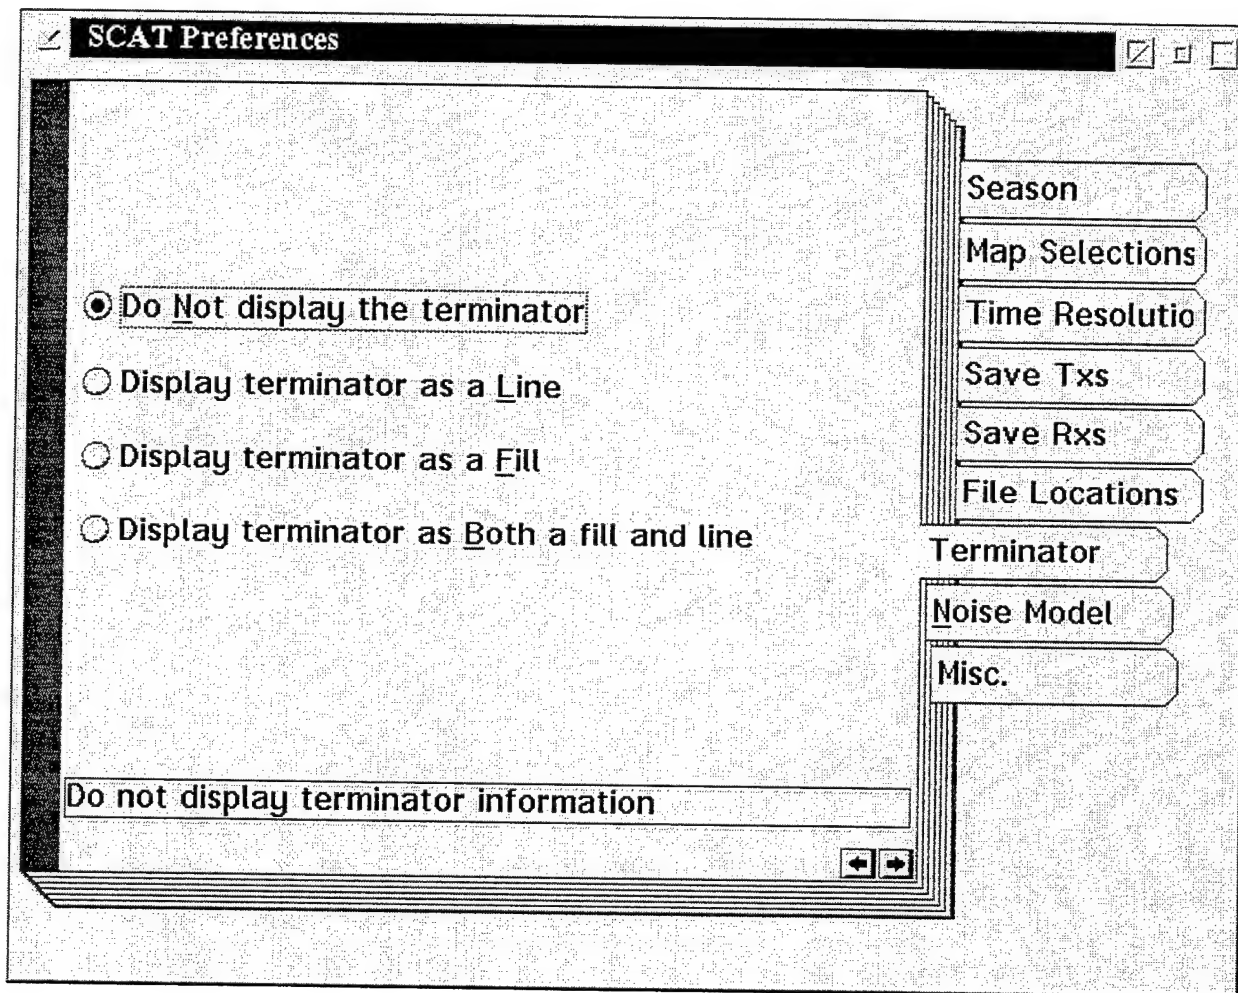 SCAT Preferences
Season
Map Selections
Time Resolutio
Save Txs
Save Rxs
File Locations
Terminator
Noise Model
Misc.
Do Not display the terminator
Display terminator as a Line
Display terminator as a Fill
Display terminator as Both a fill and line
Do not display terminator information